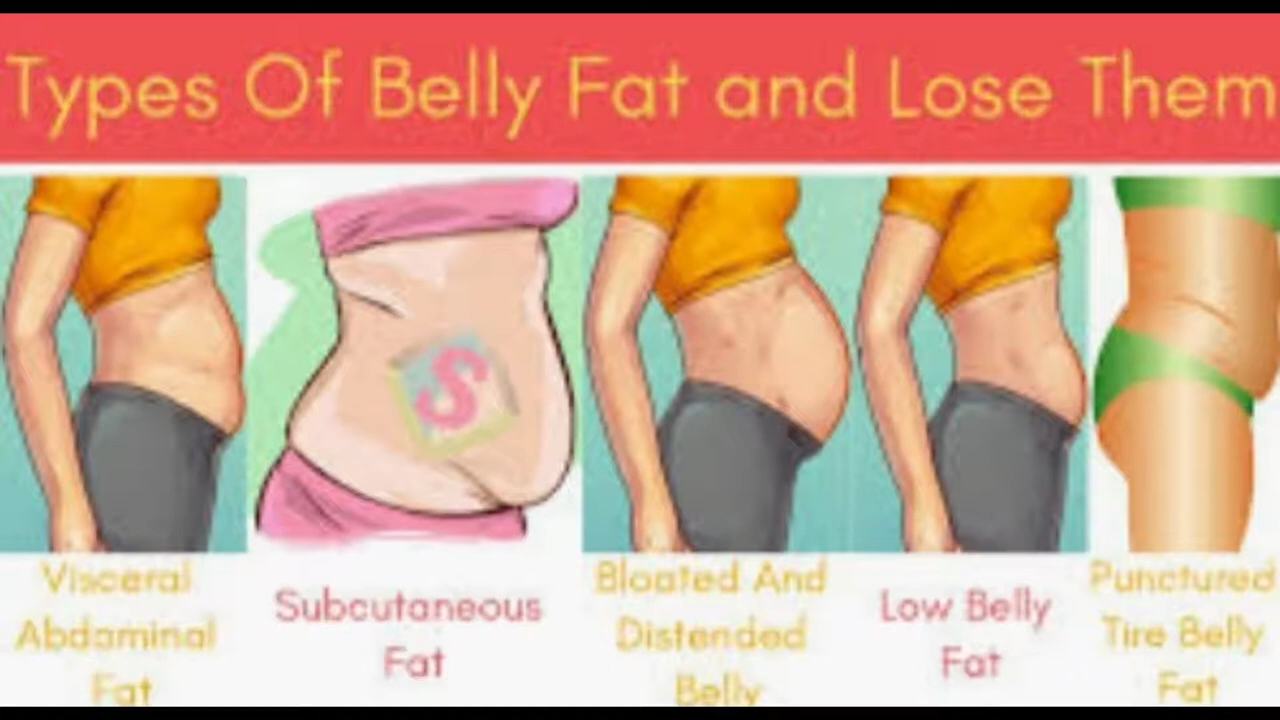 Types Of Belly Fat and Lose Them
S
Visceral
Abdominal
Fat
Subcutaneous
Fat
Bloated And
Distended
Belly
Low Belly
Fat
Punctured
Tire Belly
Fat